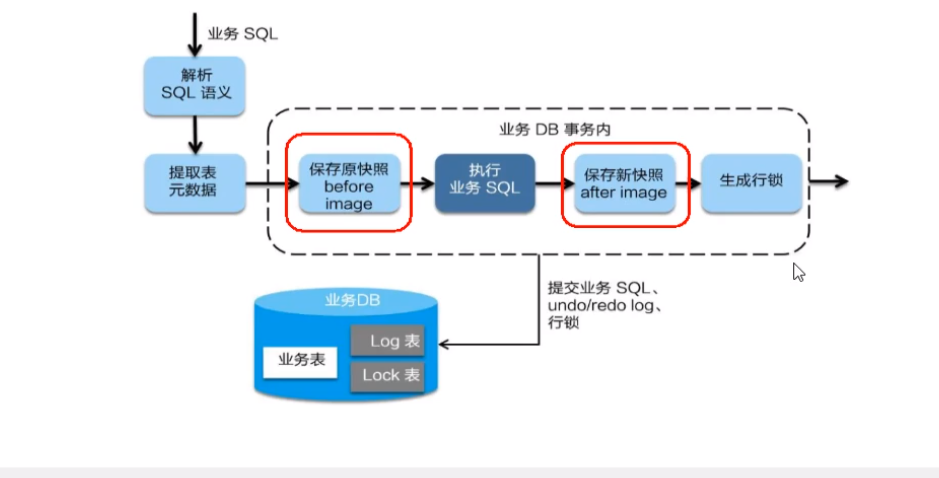 业务 SQL
解析
SQL 语义
业务 DB 事务内
提取表
元数据
保存原快照
before
image
执行
业务 SQL
保存新快照
after image
生成行锁
提交业务 SQL、
undo/redo log、
行锁
业务DB
业务表
Log 表
Lock 表